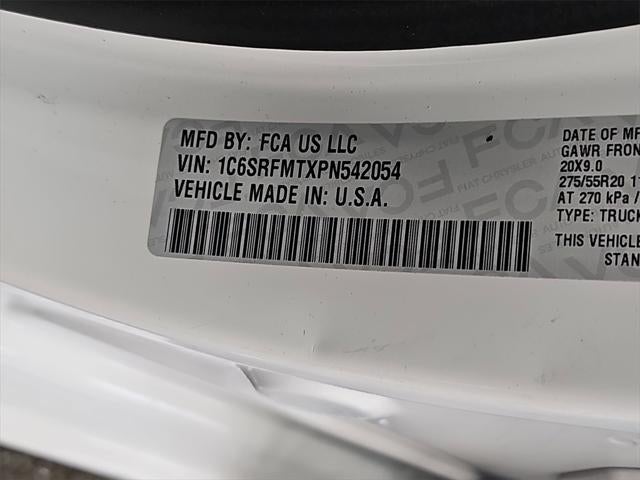 MFD BY: FCA US LLC
VIN: 1C6SRFMTXPN542054
VEHICLE MADE IN: U.S.A.
DATE OF M
GAWR FRON
20X9.0
275/55R20 1
AT 270 kPa /
TYPE: TRUCK
THIS VEHICLE
STAN